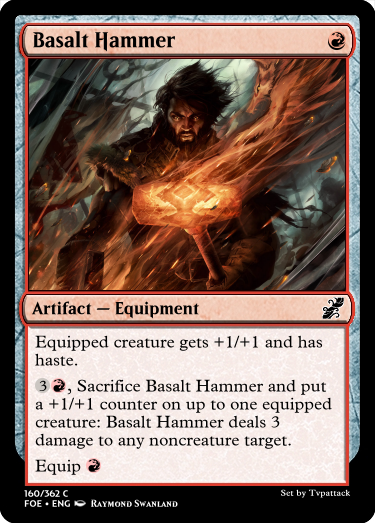 Basalt Hammer
Artifact — Equipment
Equipped creature gets +1/+1 and has
haste.
3, Sacrifice Basalt Hammer and put
a +1/+1 counter on up to one equipped
creature: Basalt Hammer deals 3
damage to any noncreature target.
Equip
160/362 C
FOE • ENG Raymond Swanland
Set by Tvpattack